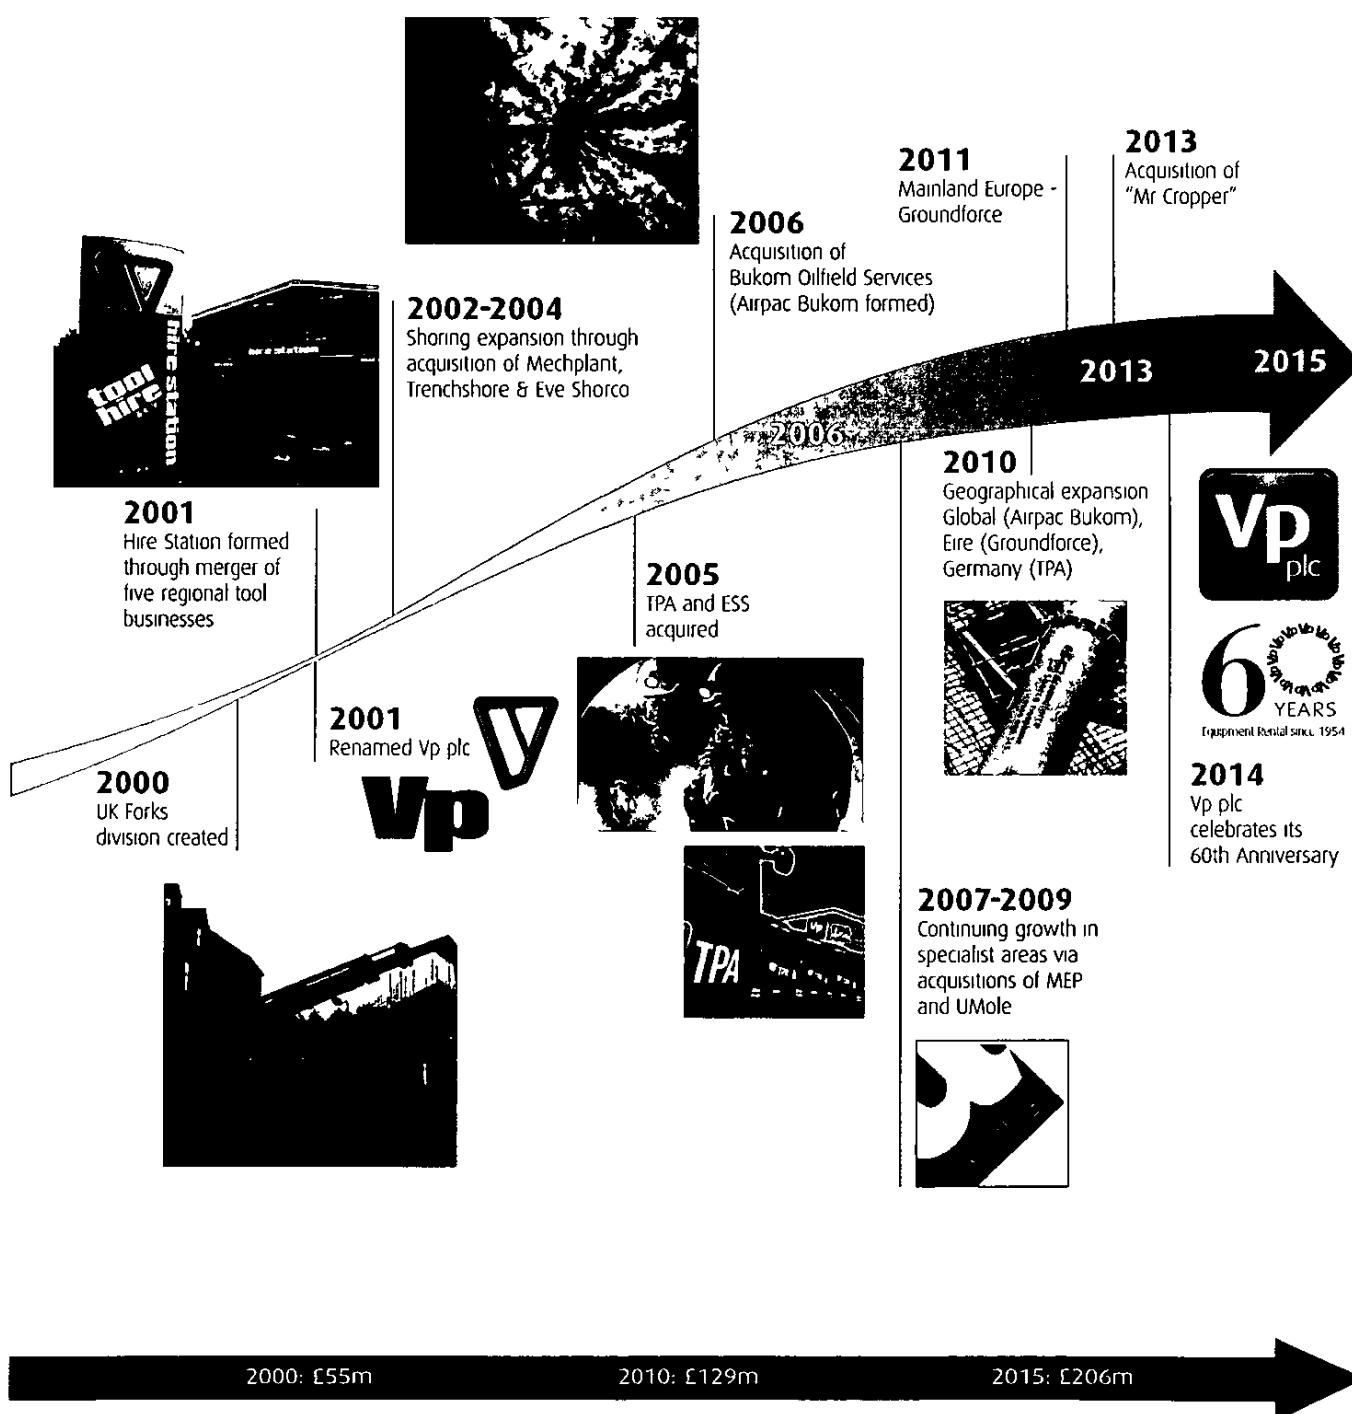 2011
Mainland Europe -
Groundforce
2013
Acquisition of
"Mr Cropper"
2006
Acquisition of
Bukom Oilfield Services
(Airpac Bukom formed)
2002-2004
Shoring expansion through
acquisition of Mechplant,
Trenchshore & Eve Shorco
tool
hire
hire station
2006
2013
2015
2001
Hire Station formed
through merger of
five regional tool
businesses
2005
TPA and ESS
acquired
2010
Geographical expansion
Global (Airpac Bukom),
Eire (Groundforce),
Germany (TPA)
Vp
plc
60
YEARS
Equipment Rental since 1954
2001
Renamed Vp plc
Vp
2000
UK Forks
division created
2014
Vp plc
celebrates its
60th Anniversary
TPA
2007-2009
Continuing growth in
specialist areas via
acquisitions of MEP
and UMole
2000: £55m
2010: £129m
2015: £206m